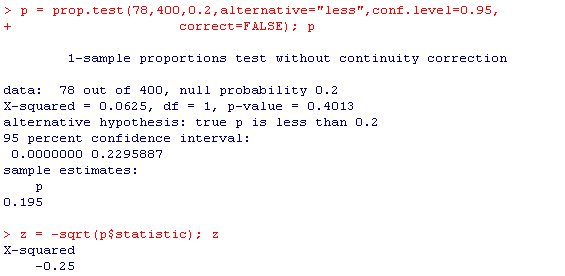 > p = prop.test(78,400,0.2,alternative="less",conf.level=0.95,
+ correct=FALSE); p
1-sample proportions test without continuity correction
data: 78 out of 400, null probability 0.2
X-squared = 0.0625, df = 1, p-value = 0.4013
alternative hypothesis: true p is less than 0.2
95 percent confidence interval:
0.0000000 0.2295887
sample estimates:
p
0.195
> z = -sqrt(p$statistic); z
X-squared
-0.25